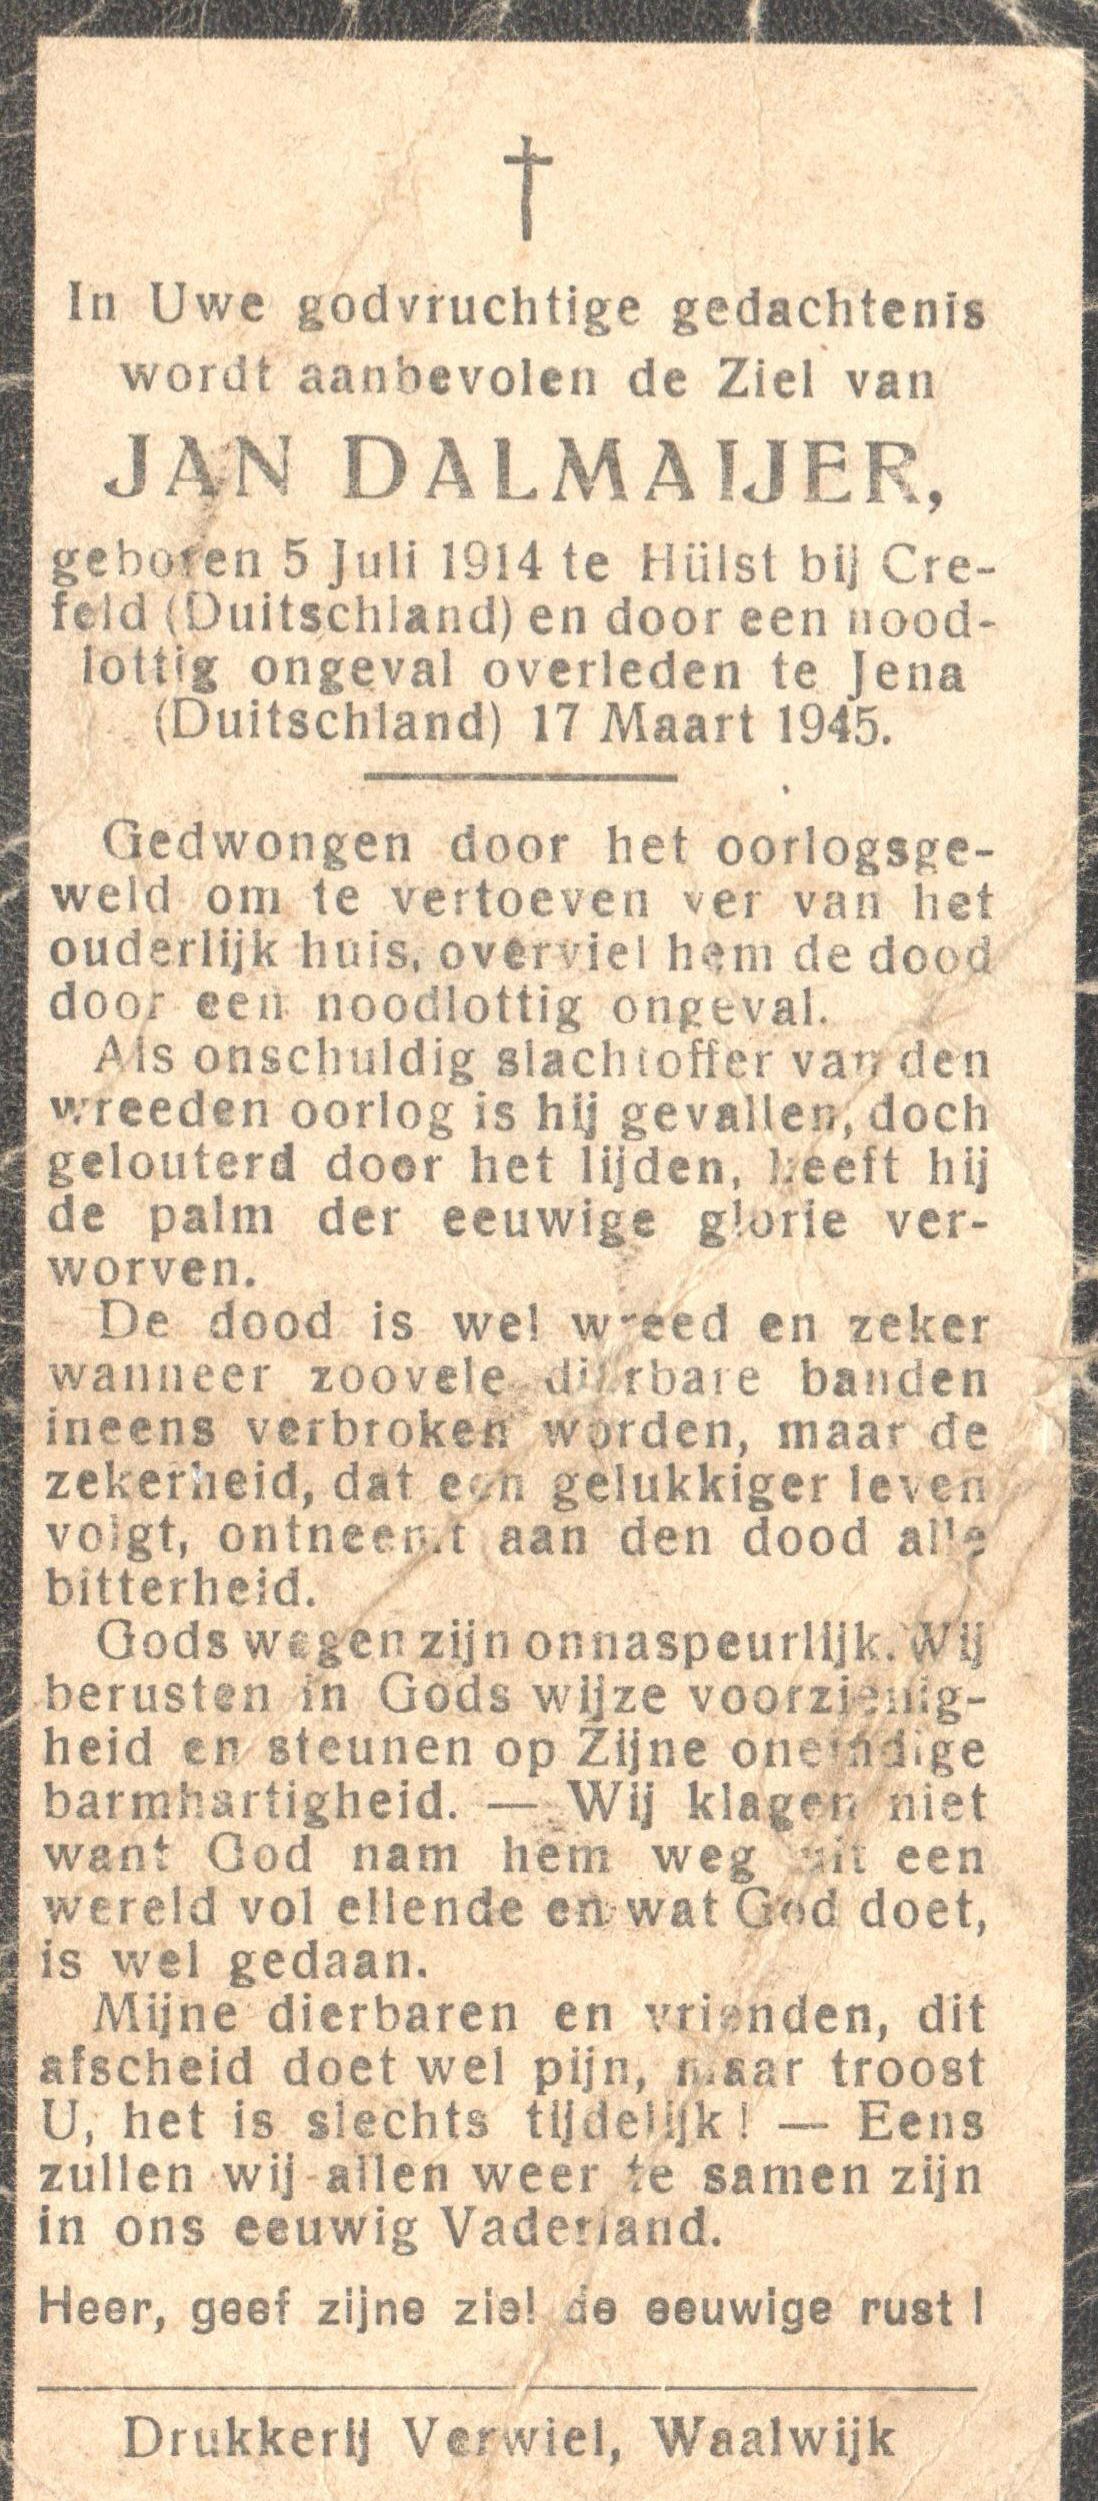 In Uwe godvruchtige gedachtenis
wordt aanbevolen de Ziel van
JAN DALMAIJER,
geboren 5 Juli 1914 te Hülst bij Cre-
feld (Duitschland) en door een nood-
lottig ongeval overleden te Jena
(Duitschland) 17 Maart 1945.
Gedwongen door het oorlogsge-
weld om te vertoeven ver van het
ouderlijk huis, overviel hem de dood
door een noodlottig ongeval.
Als onschuldig slachtoffer van den
wreeden oorlog is hij gevallen, doch
gelouterd door het lijden, heeft hij
de palm der eeuwige glorie ver-
worven.
De dood is wel wreed en zeker
wanneer zoovele dierbare banden
ineens verbroken worden, maar de
zekerheid, dat een gelukkiger leven
volgt, ontneemt aan den dood alle
bitterheid.
Gods wegen zijn onnaspeurlijk. Wij
berusten in Gods wijze voorzienig-
heid en steunen op Zijne oneindige
barmhartigheid. — Wij klagen niet
want God nam hem weg uit een
wereld vol ellende en wat God doet,
is wel gedaan.
Mijne dierbaren en vrienden, dit
afscheid doet wel pijn, maar troost
U, het is slechts tijdelijk! — Eens
zullen wij allen weer te samen zijn
in ons eeuwig Vaderland.
Heer, geef zijne ziel de eeuwige rust !
Drukkerij Verwiel, Waalwijk